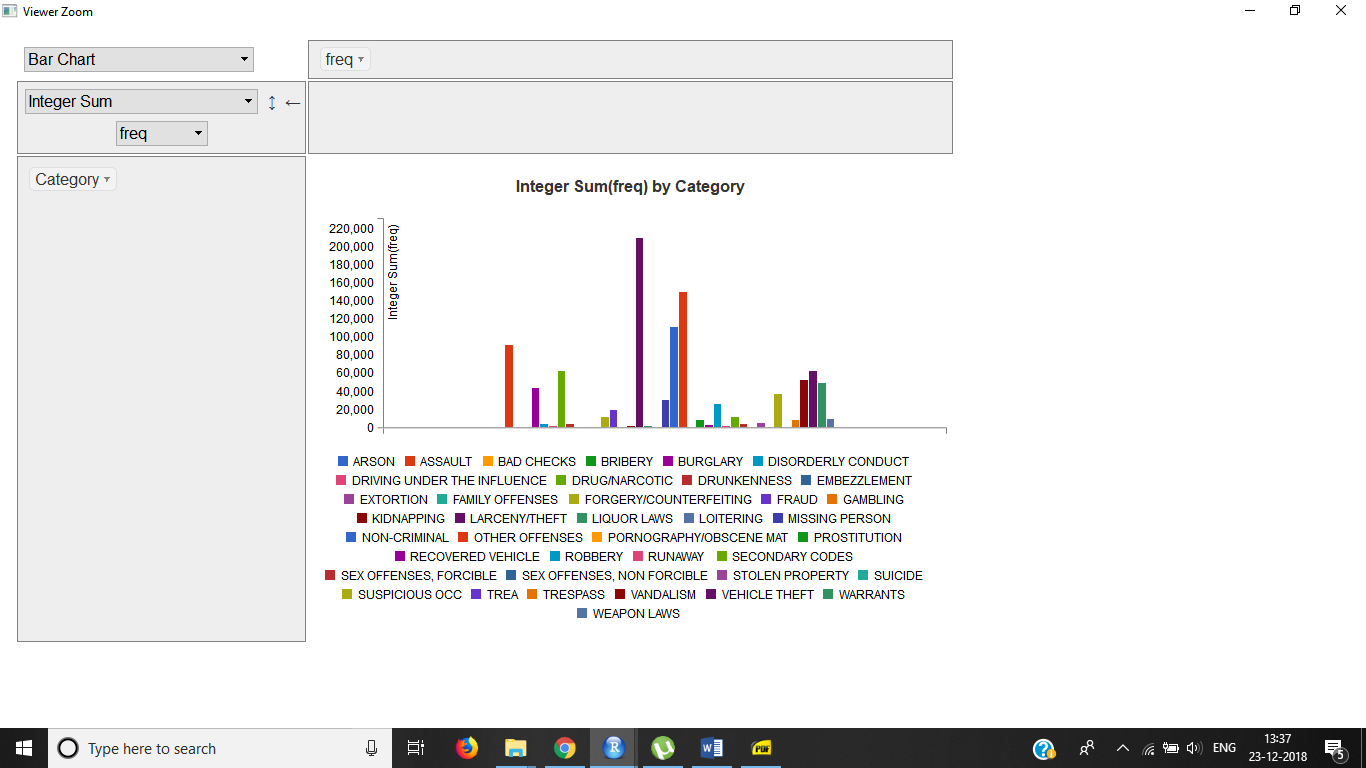 Viewer Zoom
Bar Chart
freq ▾
Integer Sum ↕ ←
freq
Category ▾
Integer Sum(freq) by Category
220,000
200,000
180,000
160,000
140,000
120,000
100,000
80,000
60,000
40,000
20,000
0
Integer Sum(freq)
ARSON ASSAULT BAD CHECKS BRIBERY BURGLARY DISORDERLY CONDUCT
DRIVING UNDER THE INFLUENCE DRUG/NARCOTIC DRUNKENNESS EMBEZZLEMENT
EXTORTION FAMILY OFFENSES FORGERY/COUNTERFEITING FRAUD GAMBLING
KIDNAPPING LARCENY/THEFT LIQUOR LAWS LOITERING MISSING PERSON
NON-CRIMINAL OTHER OFFENSES PORNOGRAPHY/OBSCENE MAT PROSTITUTION
RECOVERED VEHICLE ROBBERY RUNAWAY SECONDARY CODES
SEX OFFENSES, FORCIBLE SEX OFFENSES, NON FORCIBLE STOLEN PROPERTY SUICIDE
SUSPICIOUS OCC TREA TRESPASS VANDALISM VEHICLE THEFT WARRANTS
WEAPON LAWS
Type here to search
R
W
PDF
ENG
13:37
23-12-2018
5